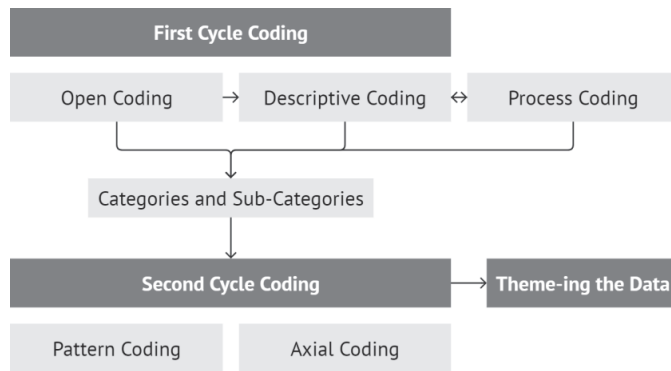 First Cycle Coding
Open Coding
Descriptive Coding
Process Coding
Categories and Sub-Categories
Second Cycle Coding
Theme-ing the Data
Pattern Coding
Axial Coding